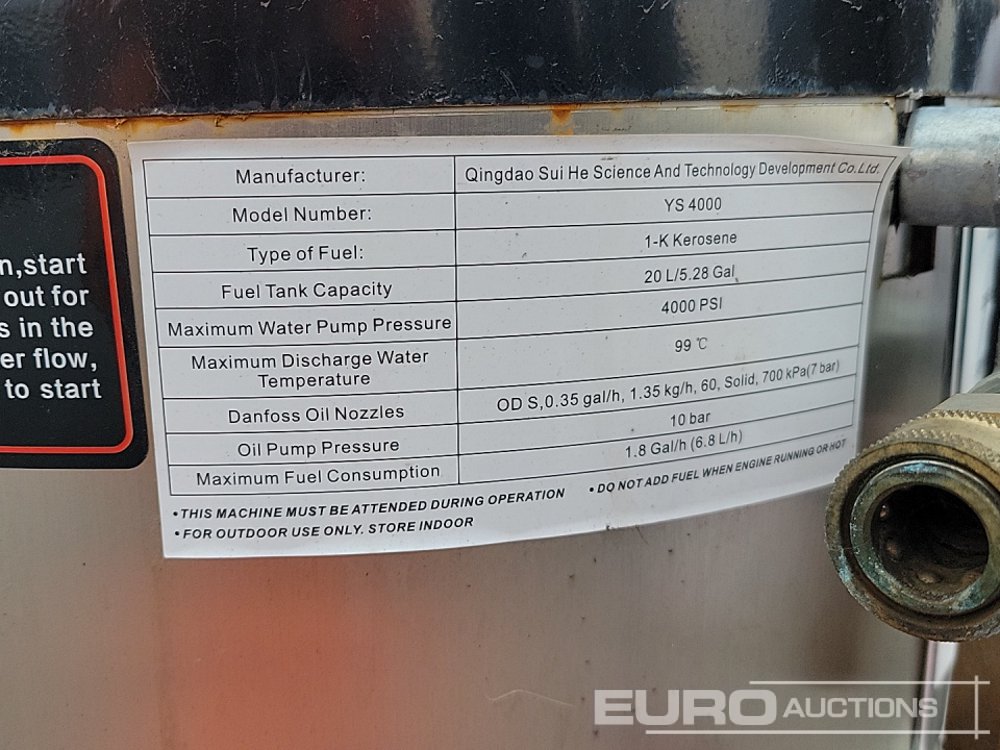 n,start
out for
s in the
er flow,
to start
Manufacturer: Qingdao Sui He Science And Technology Development Co.Ltd.
Model Number: YS 4000
Type of Fuel: 1-K Kerosene
Fuel Tank Capacity 20 L/5.28 Gal
Maximum Water Pump Pressure 4000 PSI
Maximum Discharge Water
Temperature 99 ℃
Danfoss Oil Nozzles OD S,0.35 gal/h, 1.35 kg/h, 60, Solid, 700 kPa(7 bar)
Oil Pump Pressure 10 bar
Maximum Fuel Consumption 1.8 Gal/h (6.8 L/h)
•THIS MACHINE MUST BE ATTENDED DURING OPERATION •DO NOT ADD FUEL WHEN ENGINE RUNNING OR HOT
•FOR OUTDOOR USE ONLY. STORE INDOOR
EURO AUCTIONS